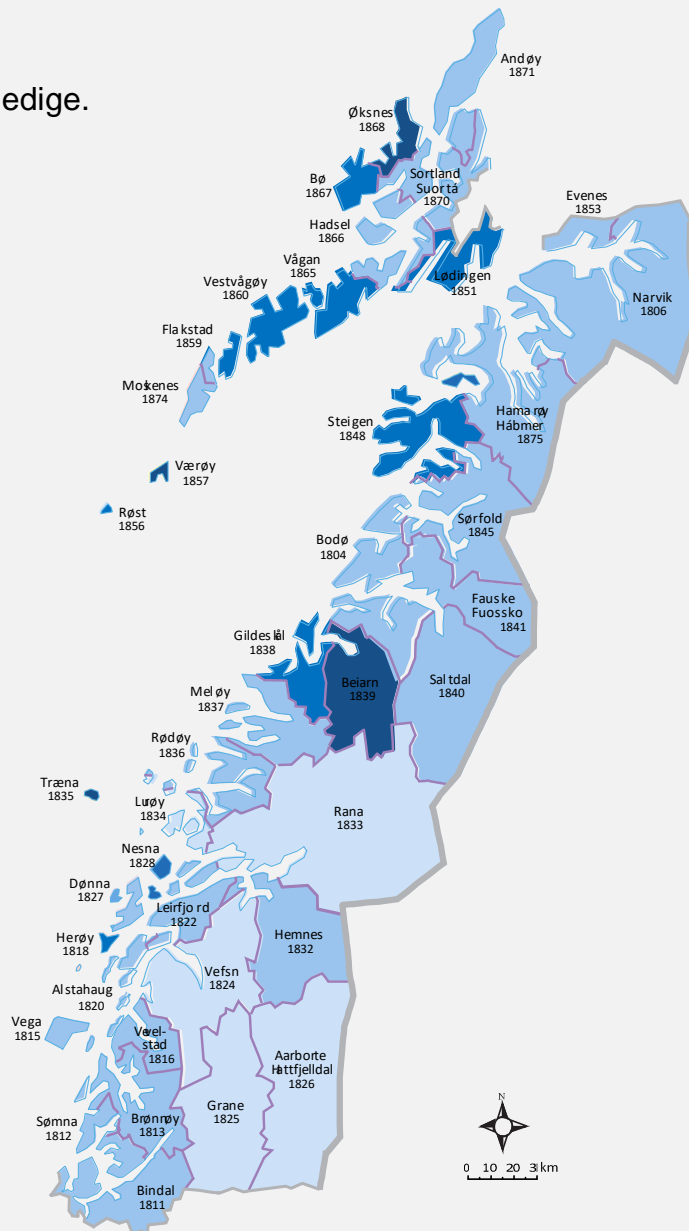 edige.
Andøy
1871
Øksnes
1868
Bø
1867
Sortland
Suortá
1870
Evenes
1853
Hadsel
1866
Vågan
1865
Vestvågøy
1860
Lødingen
1851
Narvik
1806
Flakstad
1859
Moskenes
1874
Steigen
1848
Hamarøy
Hábmer
1875
Værøy
1857
Røst
1856
Sørfold
1845
Bodø
1804
Fauske
Fuossko
1841
Gildeskål
1838
Beiarn
1839
Saltdal
1840
Meløy
1837
Rødøy
1836
Træna
1835
Lurøy
1834
Rana
1833
Nesna
1828
Dønna
1827
Leirfjord
1822
Herøy
1818
Hemnes
1832
Vefsn
1824
Alstahaug
1820
Vega
1815
Vevel-
stad
1816
Aarborte
Hattfjelldal
1826
Grane
1825
Sømna
1812
Brønnøy
1813
Bindal
1811
N
0 10 20 3 km